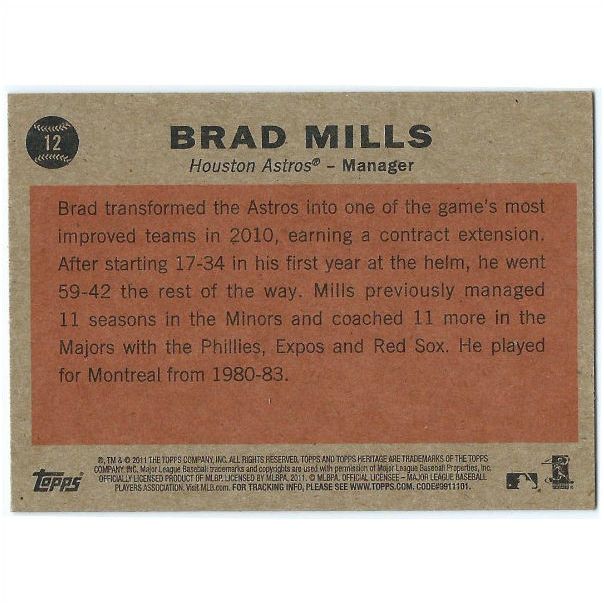 12
BRAD MILLS
Houston Astros® – Manager
Brad transformed the Astros into one of the game's most
improved teams in 2010, earning a contract extension.
After starting 17-34 in his first year at the helm, he went
59-42 the rest of the way. Mills previously managed
11 seasons in the Minors and coached 11 more in the
Majors with the Phillies, Expos and Red Sox. He played
for Montreal from 1980-83.
®, TM & © 2011 THE TOPPS COMPANY, INC. ALL RIGHTS RESERVED. TOPPS AND TOPPS HERITAGE ARE TRADEMARKS OF THE TOPPS
COMPANY, INC. Major League Baseball trademarks and copyrights are used with permission of Major League Baseball Properties, Inc.
OFFICIALLY LICENSED PRODUCT OF MLBP. LICENSED BY MLBPA, 2011. © MLBPA. OFFICIAL LICENSEE – MAJOR LEAGUE BASEBALL
PLAYERS ASSOCIATION. Visit MLB.com. FOR TRACKING INFO, PLEASE SEE WWW.TOPPS.COM. CODE#0911101.
Topps